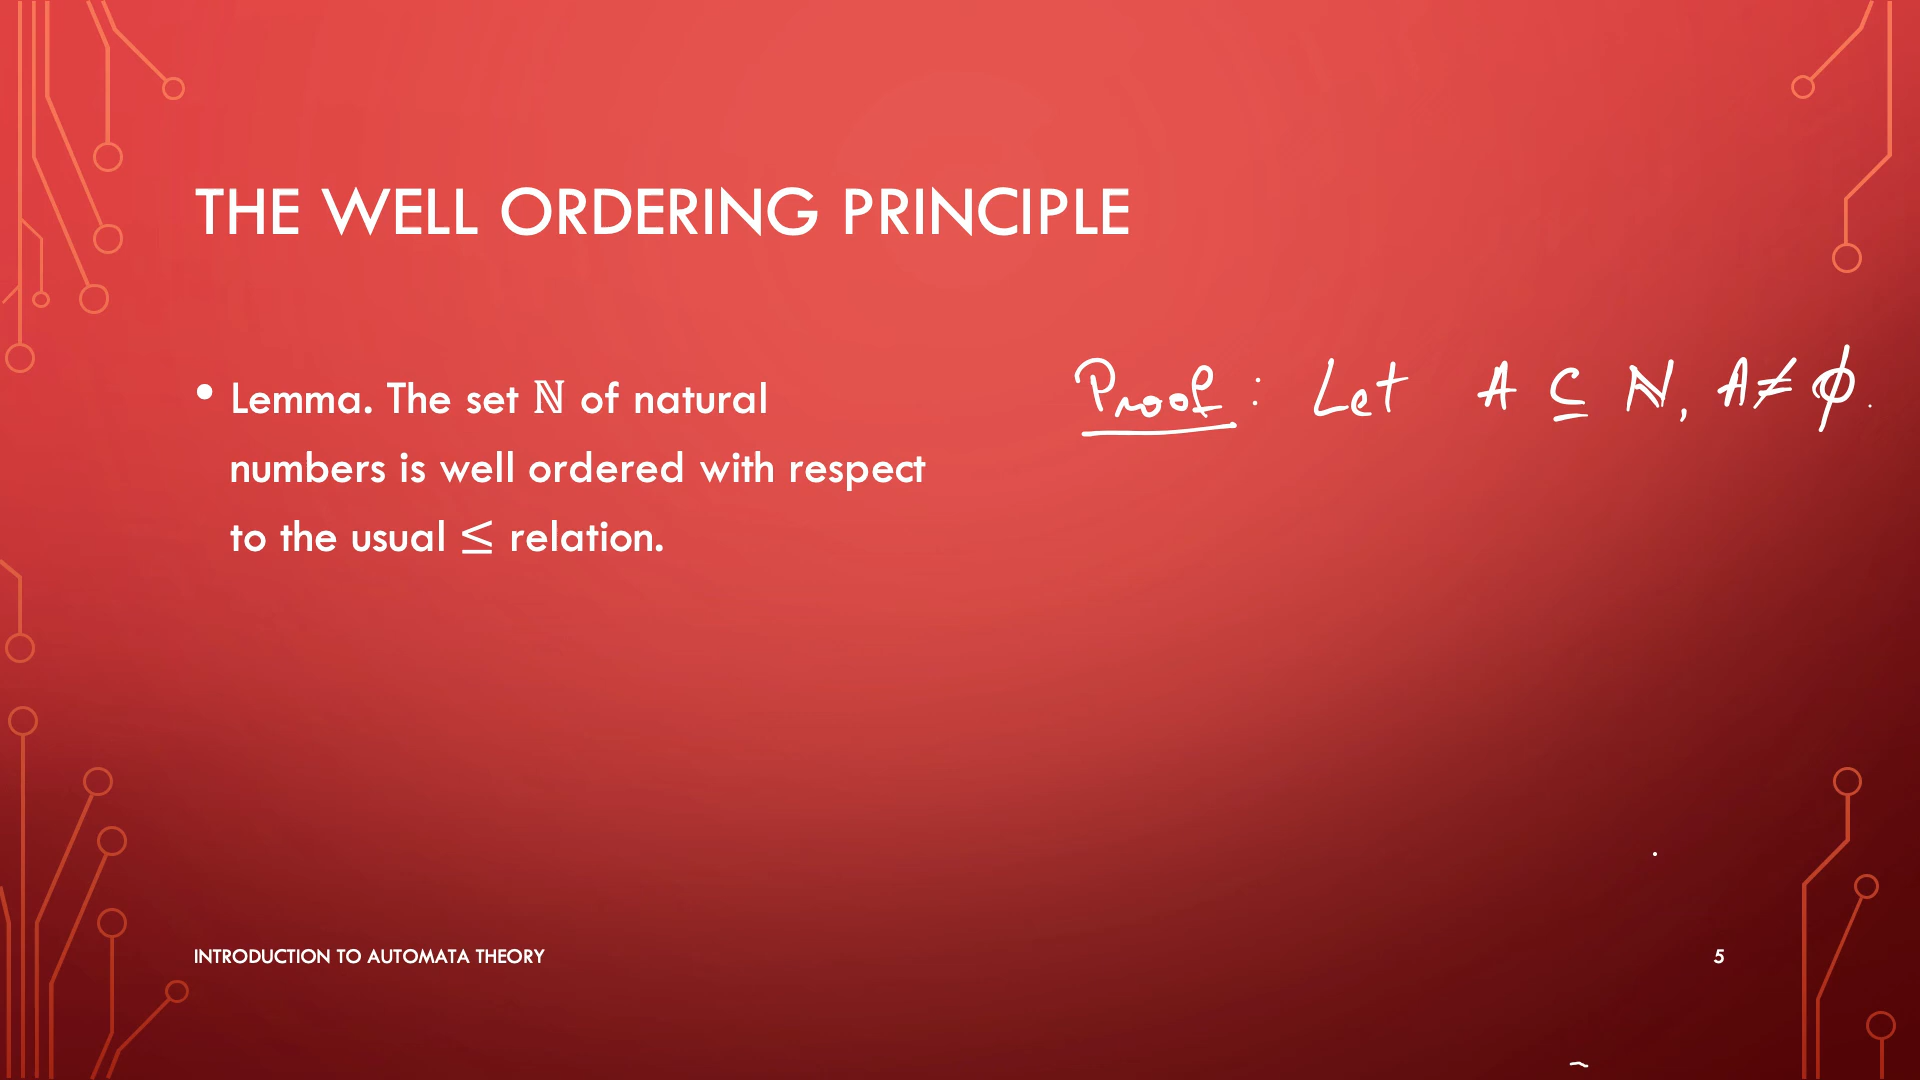 THE WELL ORDERING PRINCIPLE
• Lemma. The set ℕ of natural
numbers is well ordered with respect
to the usual ≤ relation.
Proof : Let A ⊆ ℕ, A ≠ ϕ.
INTRODUCTION TO AUTOMATA THEORY
5